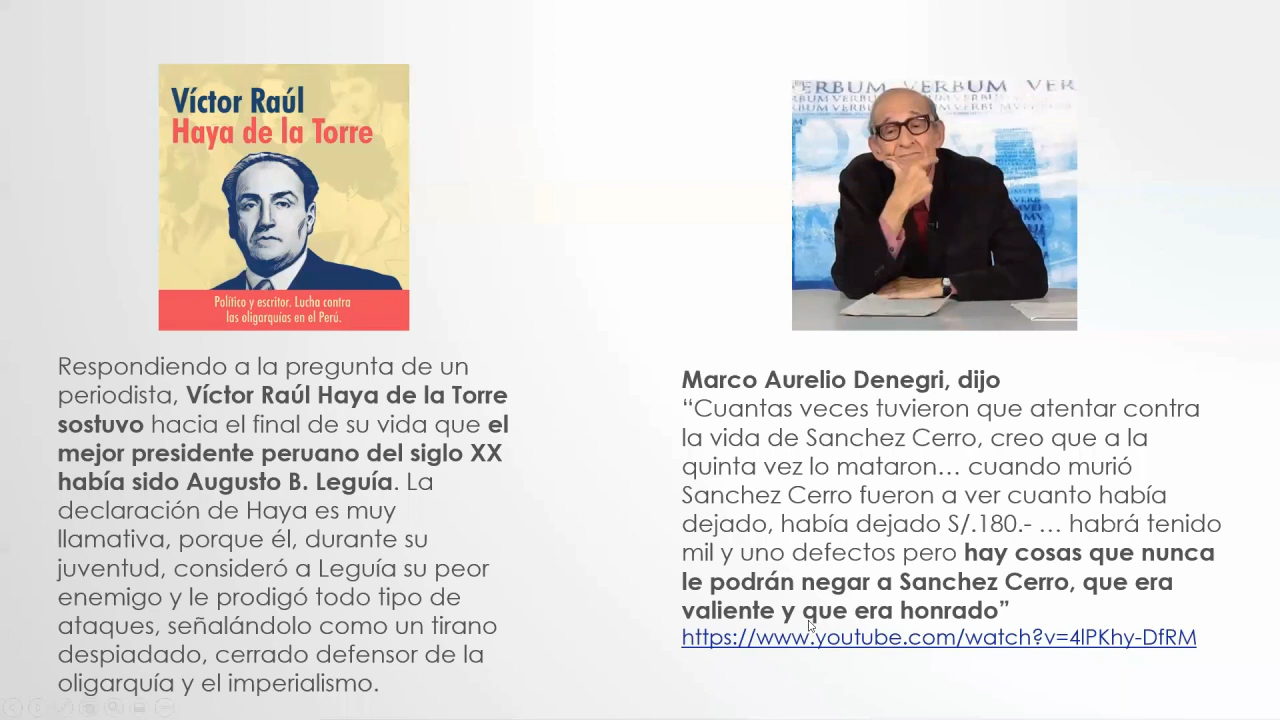 Víctor Raúl
Haya de la Torre
Político y escritor. Lucha contra
las oligarquías en el Perú.
Respondiendo a la pregunta de un
periodista, Víctor Raúl Haya de la Torre
sostuvo hacia el final de su vida que el
mejor presidente peruano del siglo XX
había sido Augusto B. Leguía. La
declaración de Haya es muy
llamativa, porque él, durante su
juventud, consideró a Leguía su peor
enemigo y le prodigó todo tipo de
ataques, señalándolo como un tirano
despiadado, cerrado defensor de la
oligarquía y el imperialismo.
ERBUM VERBUM VER
Marco Aurelio Denegri, dijo
“Cuantas veces tuvieron que atentar contra
la vida de Sanchez Cerro, creo que a la
quinta vez lo mataron… cuando murió
Sanchez Cerro fueron a ver cuanto había
dejado, había dejado S/.180.- … habrá tenido
mil y uno defectos pero hay cosas que nunca
le podrán negar a Sanchez Cerro, que era
valiente y que era honrado”
https://www.youtube.com/watch?v=4lPKhy-DfRM